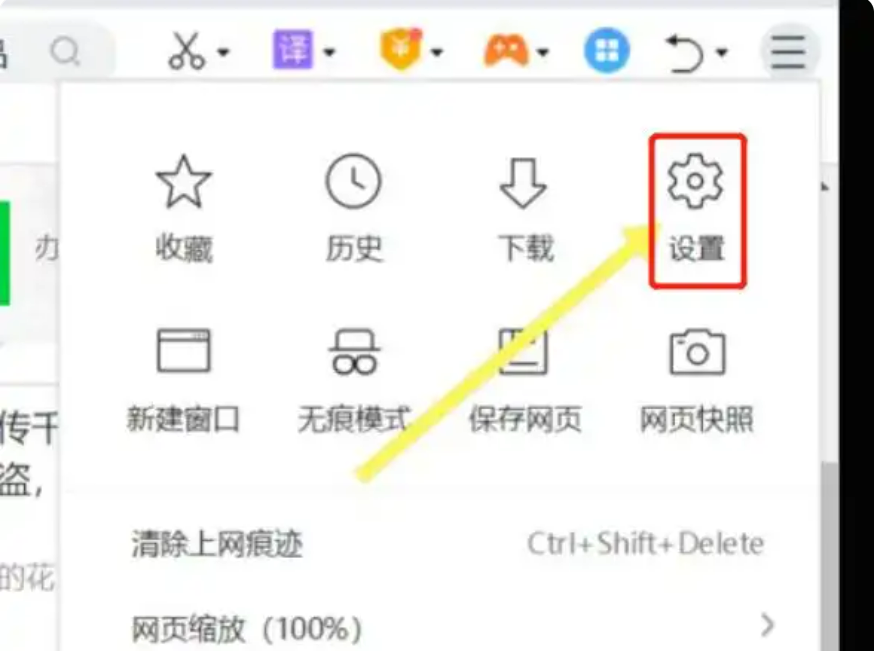 译
办
收藏 历史 下载 设置
新建窗口 无痕模式 保存网页 网页快照
传千
盗，
清除上网痕迹 Ctrl+Shift+Delete
的花
网页缩放（100%）